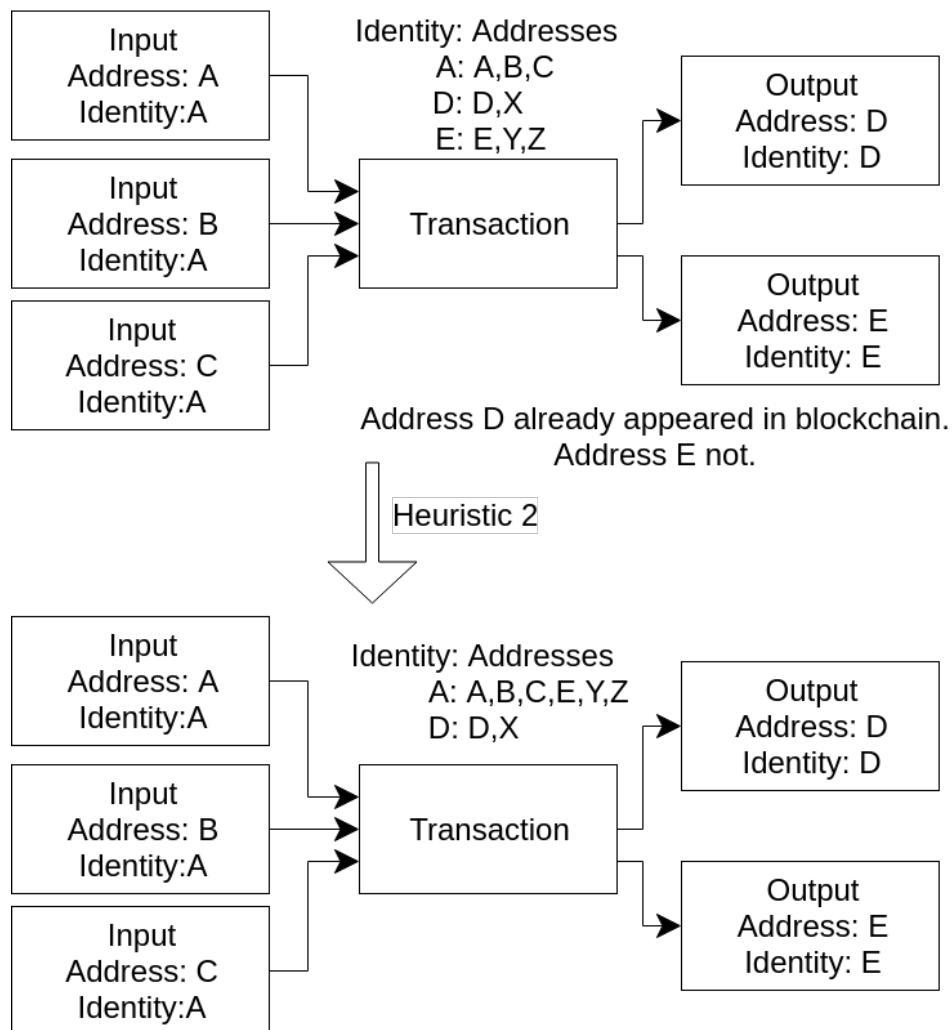 Input
Address: A
Identity:A
Input
Address: B
Identity:A
Input
Address: C
Identity:A
Identity: Addresses
A: A,B,C
D: D,X
E: E,Y,Z
Transaction
Output
Address: D
Identity: D
Output
Address: E
Identity: E
Address D already appeared in blockchain.
Address E not.
Heuristic 2
Input
Address: A
Identity:A
Input
Address: B
Identity:A
Input
Address: C
Identity:A
Identity: Addresses
A: A,B,C,E,Y,Z
D: D,X
Transaction
Output
Address: D
Identity: D
Output
Address: E
Identity: E